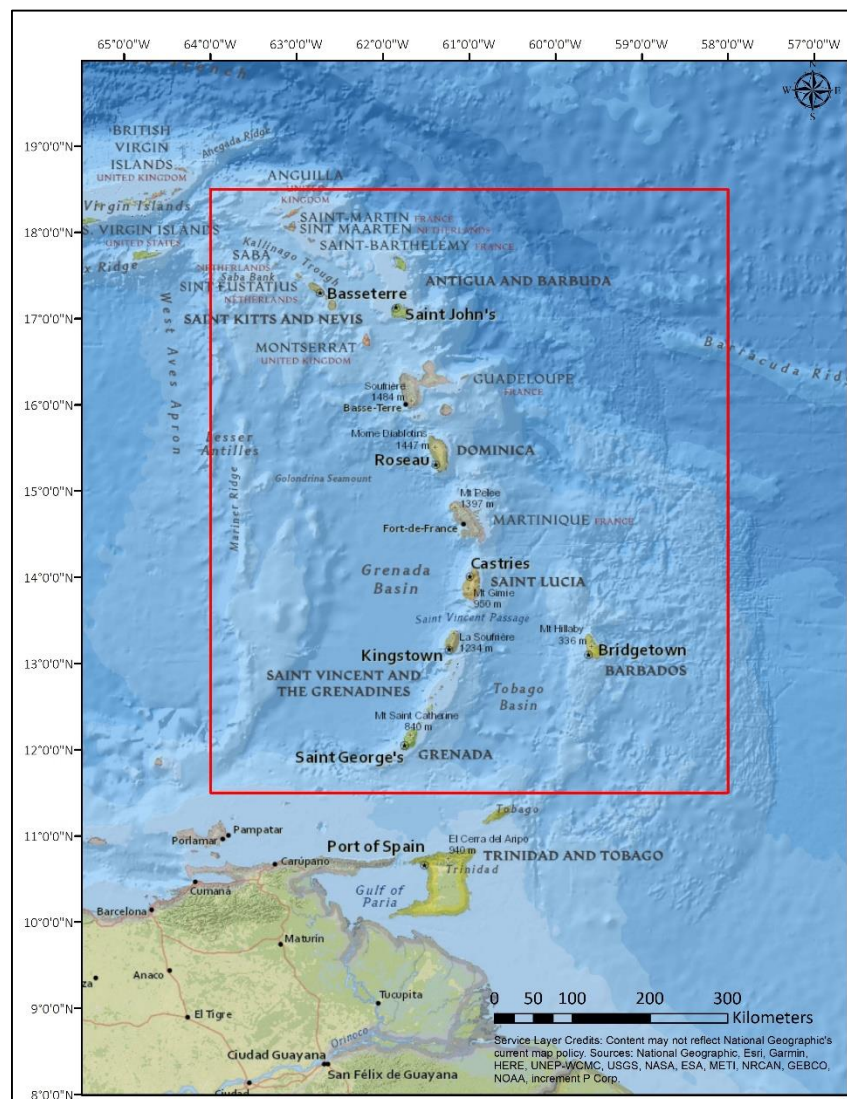 65°0'0"W 64°0'0"W 63°0'0"W 62°0'0"W 61°0'0"W 60°0'0"W 59°0'0"W 58°0'0"W 57°0'0"W
N
W E
S
19°0'0"N
BRITISH
VIRGIN
ISLANDS
UNITED KINGDOM
Anegada Ridge
ANGUILLA
UNITED
KINGDOM
Virgin Islands
SAINT-MARTIN FRANCE
SINT MAARTEN NETHERLANDS
18°0'0"N
S. VIRGIN ISLANDS
UNITED STATES
SAINT-BARTHÉLEMY FRANCE
SABA
NETHERLANDS
Kallinago Trough
x Ridge
Saba Bank
SINT EUSTATIUS
NETHERLANDS
ANTIGUA AND BARBUDA
Basseterre
Saint John's
17°0'0"N
SAINT KITTS AND NEVIS
West Aves Apron
MONTSERRAT
UNITED KINGDOM
Barracuda Rid
Soufrière
1484 m
GUADELOUPE
FRANCE
16°0'0"N
Basse-Terre
Lesser
Antilles
Morne Diablotins
1447 m
DOMINICA
Roseau
Golondrina Seamount
15°0'0"N
Mariner Ridge
Mt Pelée
1397 m
MARTINIQUE FRANCE
Fort-de-France
Grenada
Basin
Castries
14°0'0"N
SAINT LUCIA
Mt Gimie
950 m
Saint Vincent Passage
La Soufrière
1234 m
Mt Hillaby
336 m
Kingstown
Bridgetown
13°0'0"N
BARBADOS
SAINT VINCENT AND
THE GRENADINES
Tobago
Basin
Mt Saint Catherine
840 m
12°0'0"N
Saint George's
GRENADA
Tobago
11°0'0"N
Pampatar
Porlamar
Port of Spain
El Cerra del Aripo
940 m
TRINIDAD AND TOBAGO
Carúpano
Trinidad
Cumaná
Gulf of
Paria
Barcelona
10°0'0"N
Maturín
Anaco
za
Tucupita
9°0'0"N
El Tigre
Orinoco
0 50 100 200 300
Kilometers
Ciudad Guayana
San Félix de Guayana
Ciudad
8°0'0"N
Service Layer Credits: Content may not reflect National Geographic's
current map policy. Sources: National Geographic, Esri, Garmin,
HERE, UNEP-WCMC, USGS, NASA, ESA, METI, NRCAN, GEBCO,
NOAA, increment P Corp.